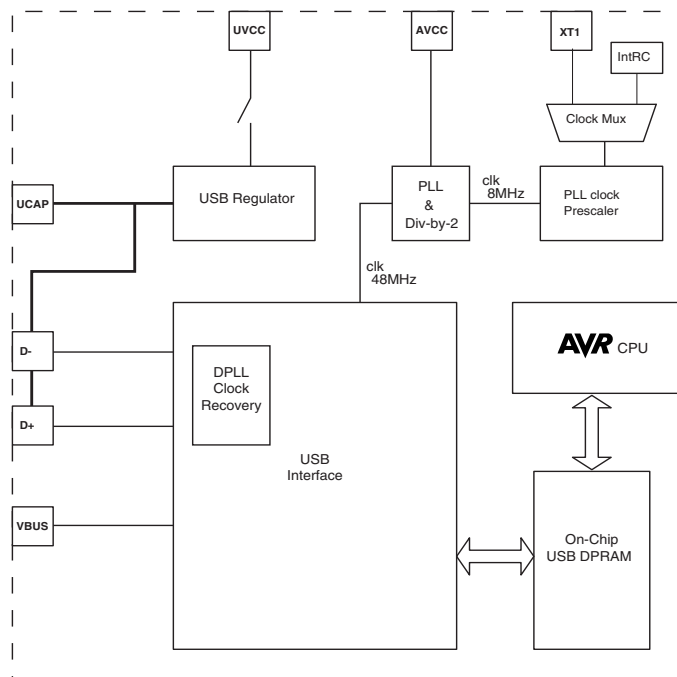 UVCC
AVCC
XT1
IntRC
Clock Mux
UCAP
USB Regulator
PLL
&
Div-by-2
clk
8MHz
PLL clock
Prescaler
clk
48MHz
D-
DPLL
Clock
Recovery
AVR CPU
D+
USB
Interface
VBUS
On-Chip
USB DPRAM